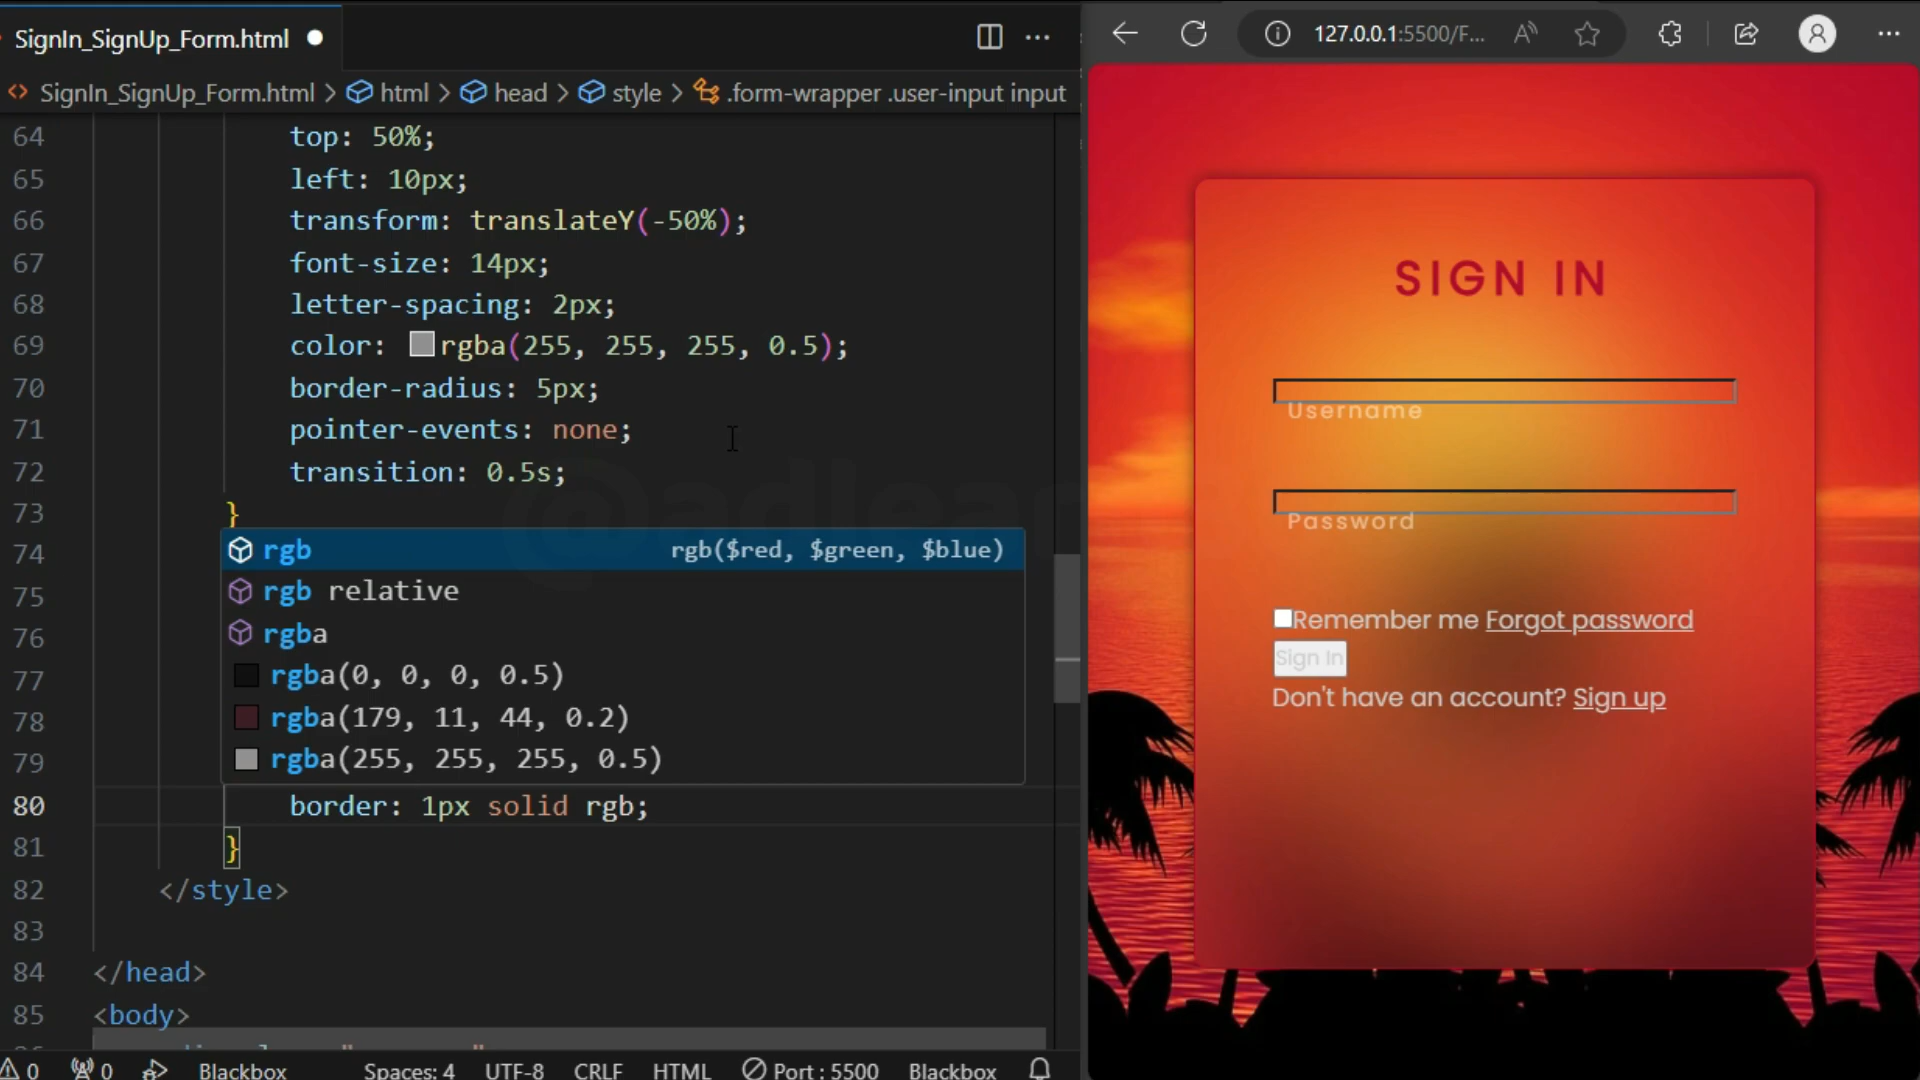 SignIn_SignUp_Form.html
SignIn_SignUp_Form.html > html > head > style > .form-wrapper .user-input input
64 top: 50%;
65 left: 10px;
66 transform: translateY(-50%);
67 font-size: 14px;
68 letter-spacing: 2px;
69 color: rgba(255, 255, 255, 0.5);
70 border-radius: 5px;
71 pointer-events: none;
72 transition: 0.5s;
73 }
74
75
76
77
78
79
rgb rgb($red, $green, $blue)
rgb relative
rgba
rgba(0, 0, 0, 0.5)
rgba(179, 11, 44, 0.2)
rgba(255, 255, 255, 0.5)
80 border: 1px solid rgb;
81 }
82 </style>
83
84 </head>
85 <body>
0 0 Blackbox Spaces: 4 UTF-8 CRLF HTML Port : 5500 Blackbox
127.0.0.1:5500/F...
SIGN IN
Username
Password
Remember me Forgot password
Sign In
Don't have an account? Sign up